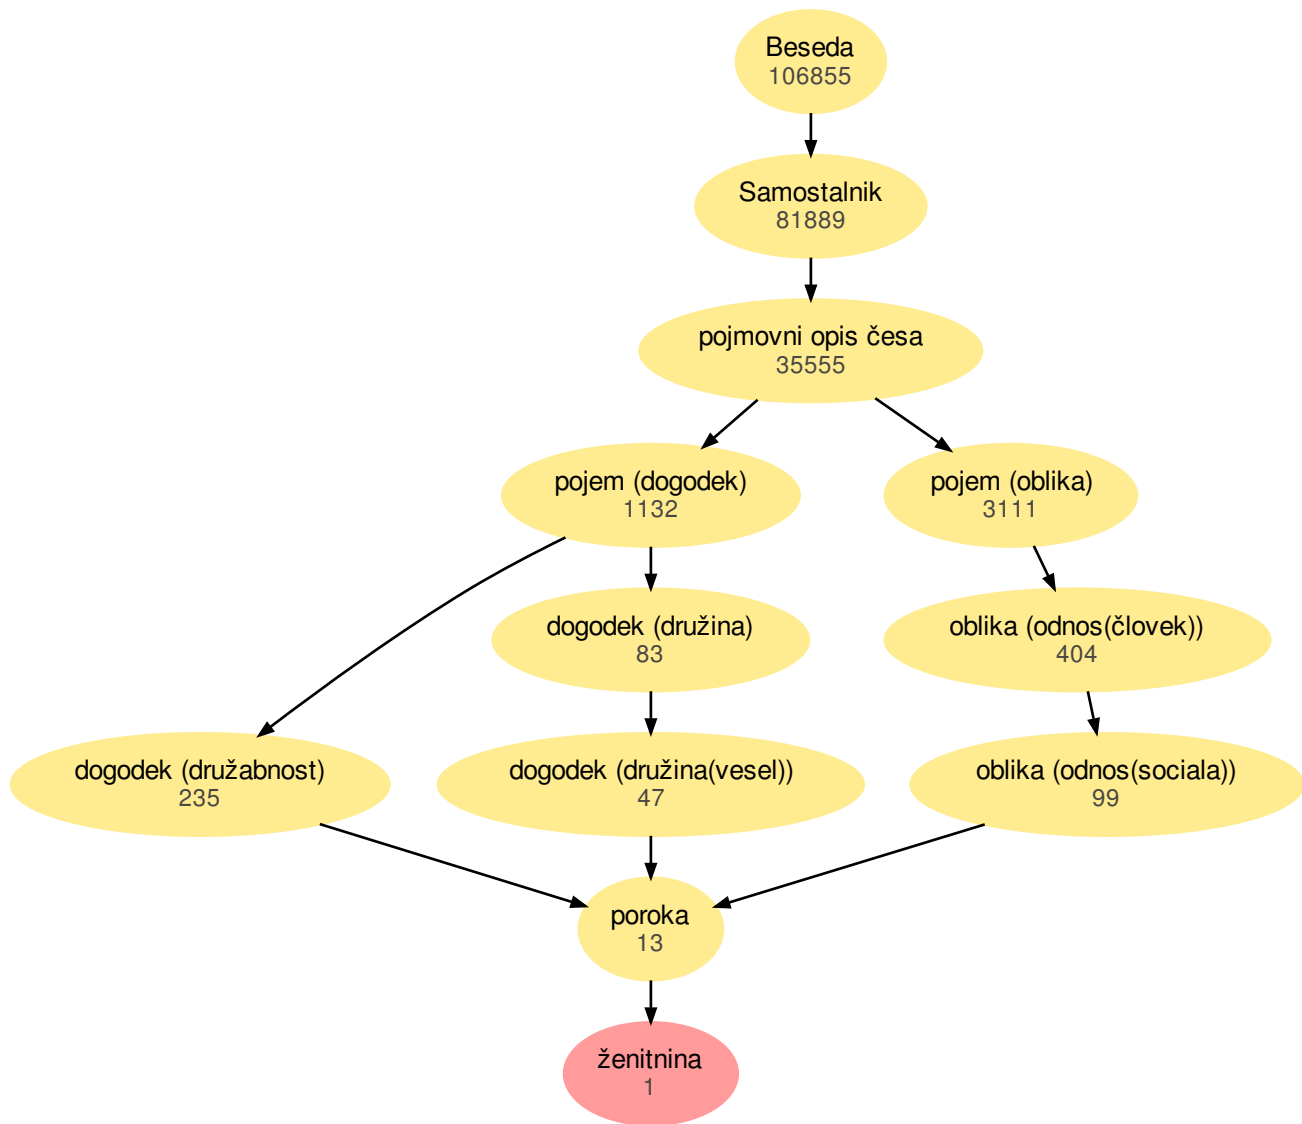 Beseda
106855
Samostalnik
81889
pojmovni opis česa
35555
pojem (dogodek)
1132
pojem (oblika)
3111
dogodek (družina)
83
oblika (odnos(človek))
404
dogodek (družabnost)
235
dogodek (družina(vesel))
47
oblika (odnos(sociala))
99
poroka
13
ženitnina
1